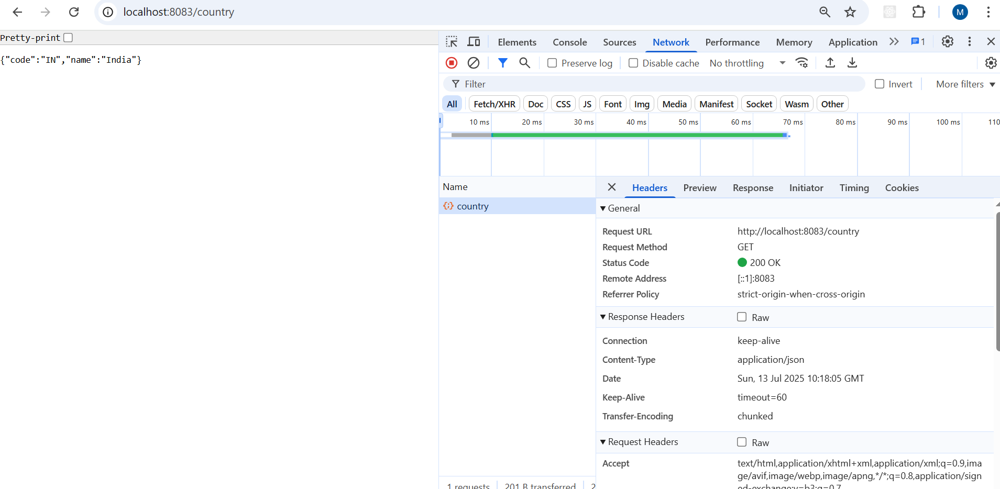 localhost:8083/country
M
Pretty-print
{"code":"IN","name":"India"}
Elements Console Sources Network Performance Memory Application 1
Preserve log Disable cache No throttling
Filter Invert More filters
All Fetch/XHR Doc CSS JS Font Img Media Manifest Socket Wasm Other
10 ms 20 ms 30 ms 40 ms 50 ms 60 ms 70 ms 80 ms 90 ms 100 ms 110
Name
country
Headers Preview Response Initiator Timing Cookies
General
Request URL http://localhost:8083/country
Request Method GET
Status Code 200 OK
Remote Address [::1]:8083
Referrer Policy strict-origin-when-cross-origin
Response Headers Raw
Connection keep-alive
Content-Type application/json
Date Sun, 13 Jul 2025 10:18:05 GMT
Keep-Alive timeout=60
Transfer-Encoding chunked
Request Headers Raw
Accept text/html,application/xhtml+xml,application/xml;q=0.9,ima
ge/avif,image/webp,image/apng,*/*;q=0.8,application/sign
ed-exchange;v=b3;q=0.7
1 requests 201 B transferred 2